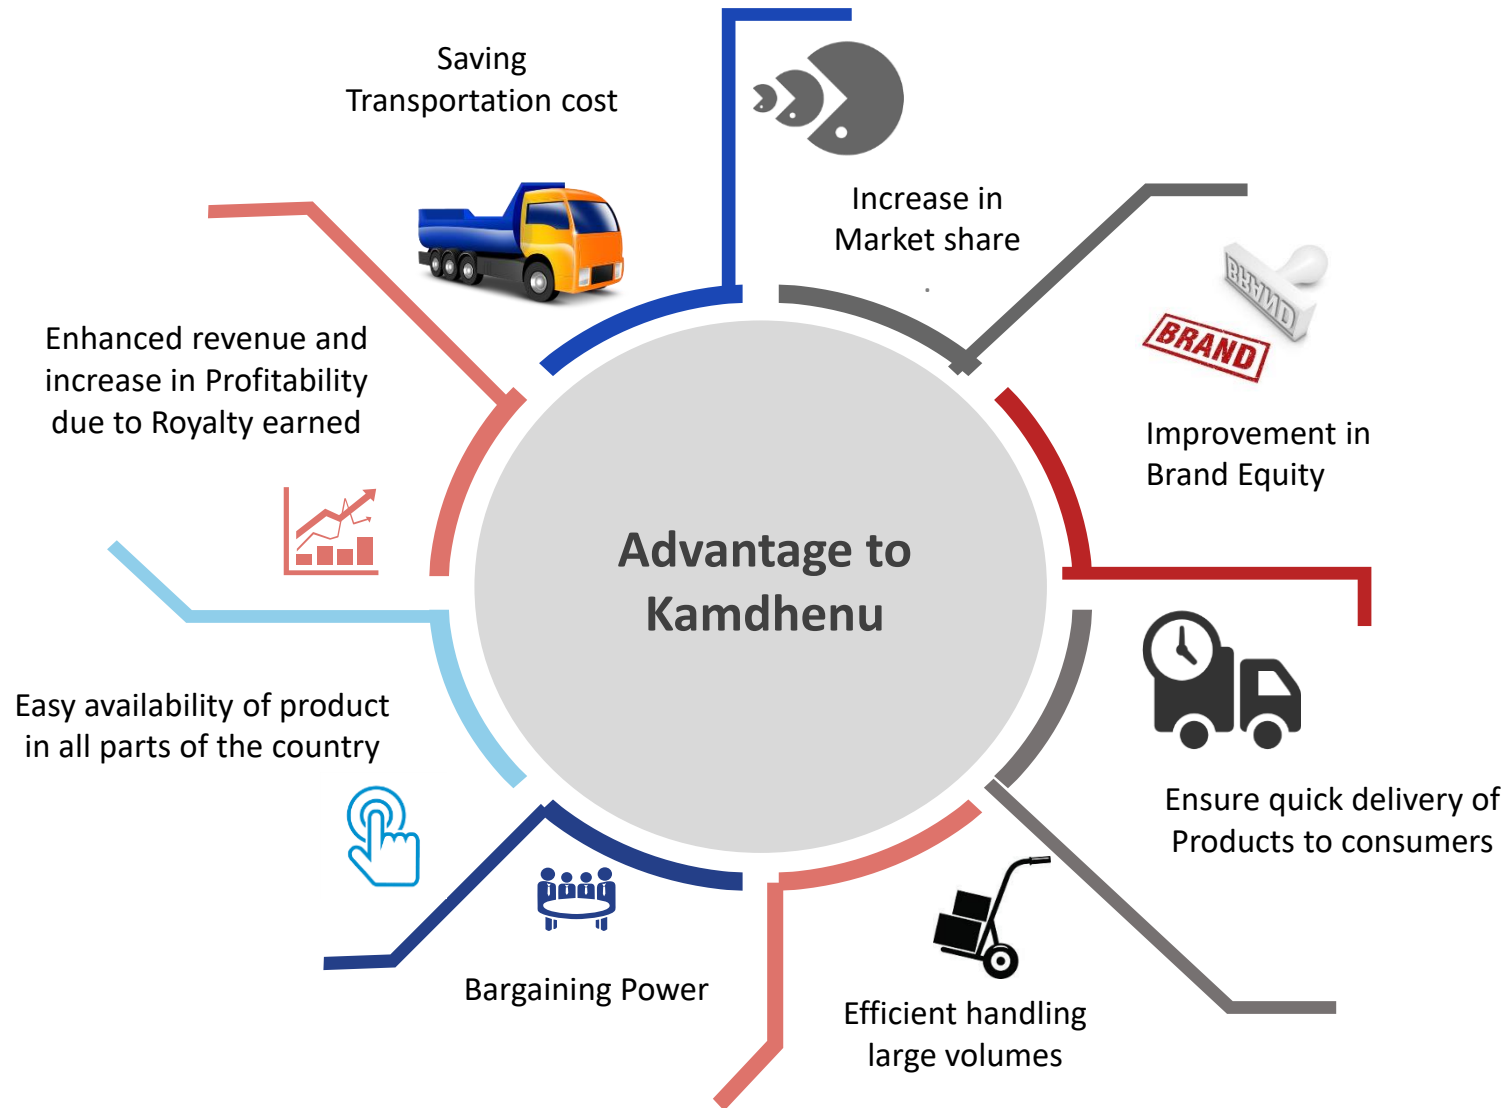 Saving
Transportation cost
Increase in
Market share
.
BRAND
BRAND
Improvement in
Brand Equity
Enhanced revenue and
increase in Profitability
due to Royalty earned
Advantage to
Kamdhenu
Easy availability of product
in all parts of the country
Ensure quick delivery of
Products to consumers
Bargaining Power
Efficient handling
large volumes